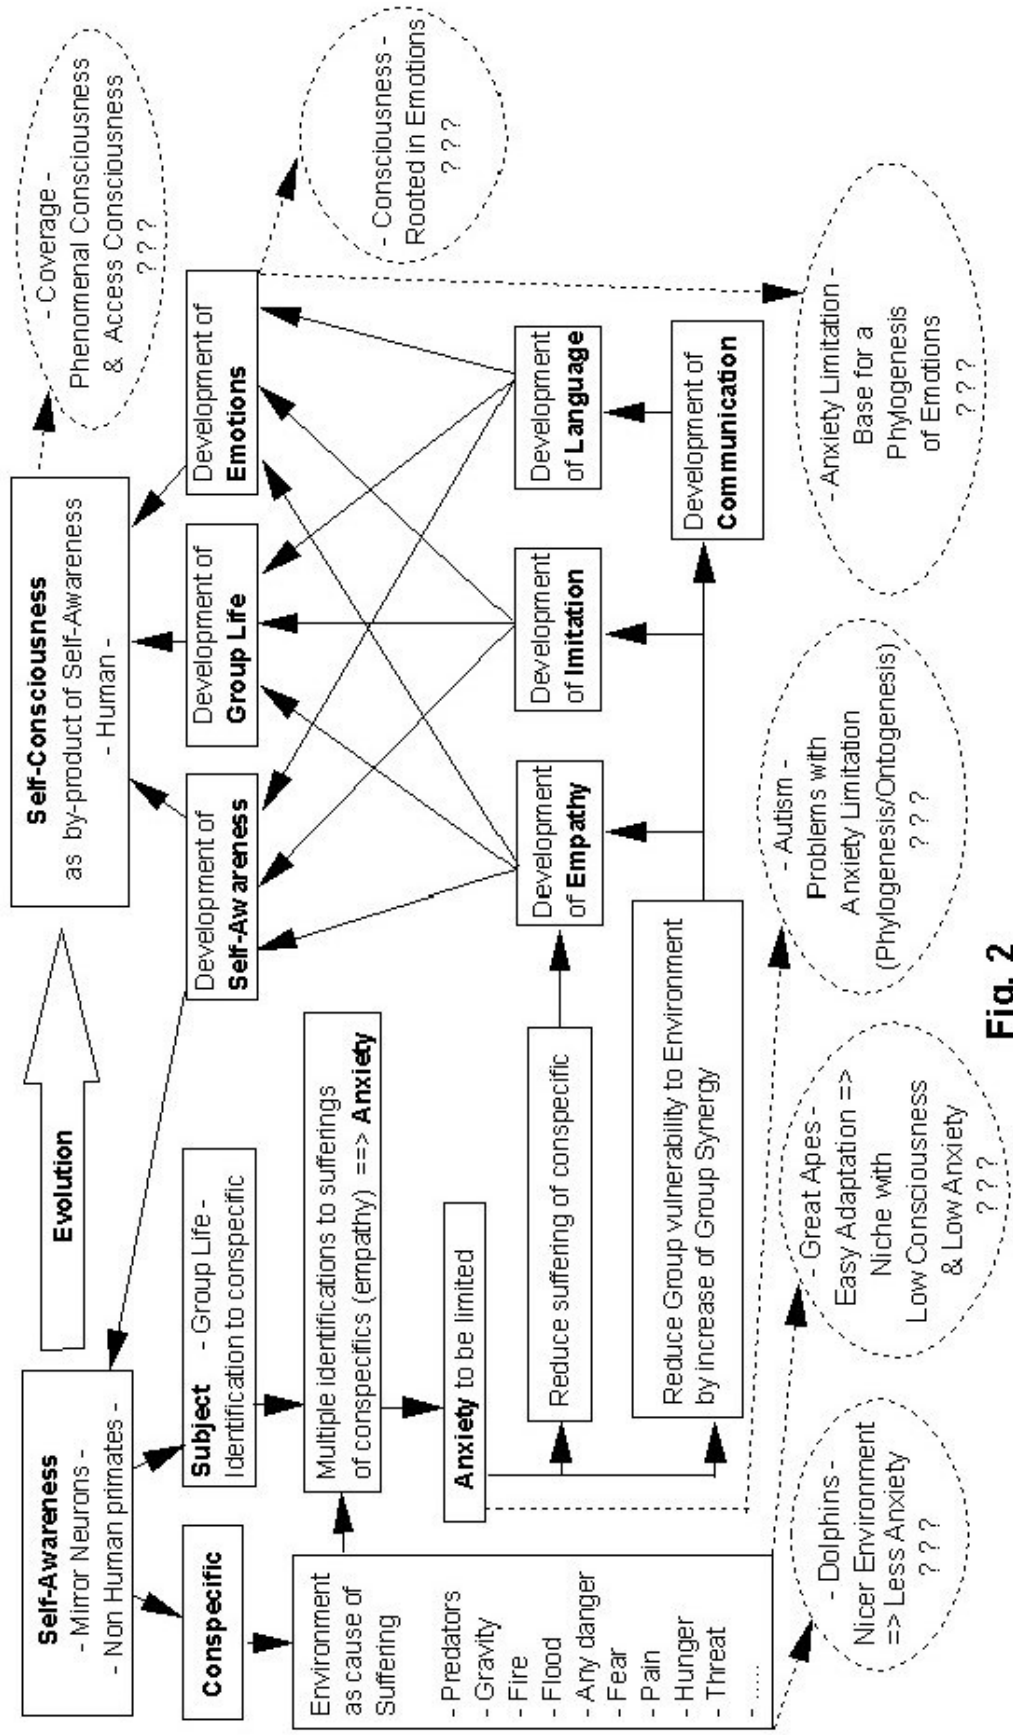 Self-Awareness
- Mirror Neurons -
- Non Human primates -
Evolution
Self-Consciousness
as by-product of Self-Awareness
- Human -
- Coverage -
Phenomenal Consciousness
& Access Consciousness
? ? ?
Conspecific
Subject - Group Life -
Identification to conspecific
Development of
Self-Awareness
Development of
Group Life
Development of
Emotions
- Consciousness -
Rooted in Emotions
? ? ?
Environment
as cause of
Suffering
- Predators
- Gravity
- Fire
- Flood
- Any danger
- Fear
- Pain
- Hunger
- Threat
- .....
Multiple identifications to sufferings
of conspecifics (empathy) ==> Anxiety
Anxiety to be limited
Reduce suffering of conspecific
Reduce Group vulnerability to Environment
by increase of Group Synergy
Development
of Empathy
Development
of Imitation
Development
of Language
Development of
Communication
- Dolphins -
Nicer Environment
=> Less Anxiety
? ? ?
- Great Apes -
Easy Adaptation =>
Niche with
Low Consciousness
& Low Anxiety
? ? ?
- Autism -
Problems with
Anxiety Limitation
(Phylogenesis/Ontogenesis)
? ? ?
- Anxiety Limitation -
Base for a
Phylogenesis
of Emotions
? ? ?
Fig. 2